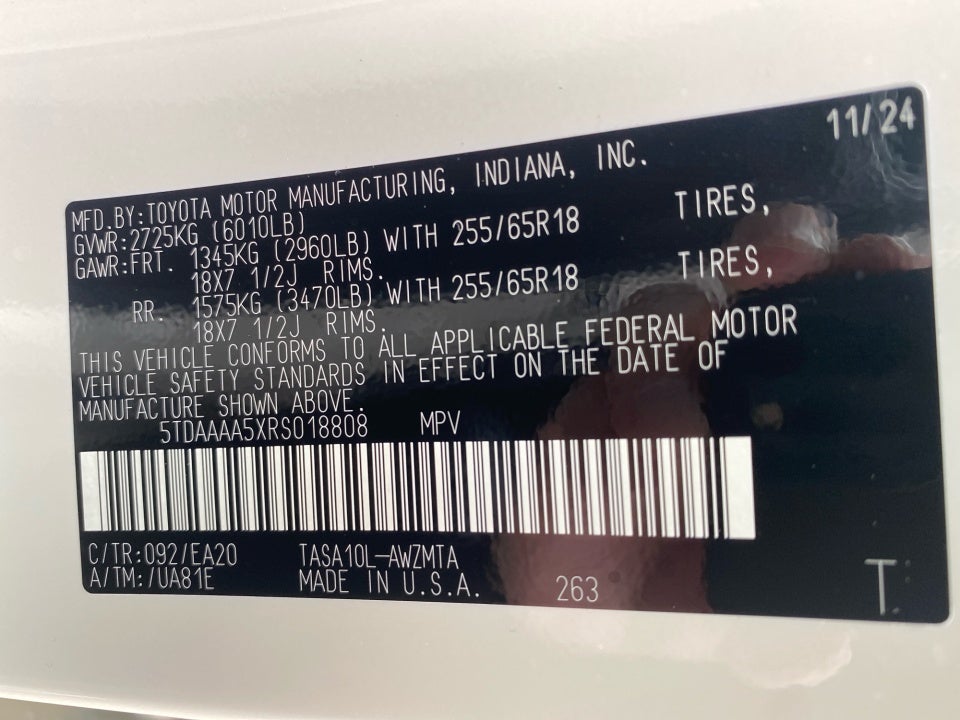 11/24
MFD.BY:TOYOTA MOTOR MANUFACTURING, INDIANA, INC.
GVWR:2725KG (6010LB)
GAWR:FRT. 1345KG (2960LB) WITH 255/65R18 TIRES,
18X7 1/2J RIMS.
RR. 1575KG (3470LB) WITH 255/65R18 TIRES,
18X7 1/2J RIMS.
THIS VEHICLE CONFORMS TO ALL APPLICABLE FEDERAL MOTOR
VEHICLE SAFETY STANDARDS IN EFFECT ON THE DATE OF
MANUFACTURE SHOWN ABOVE.
5TDAAAA5XRS018808 MPV
C/TR:092/EA20 TASA10L-AWZMTA
A/TM:/UA81E MADE IN U.S.A. 263
T: